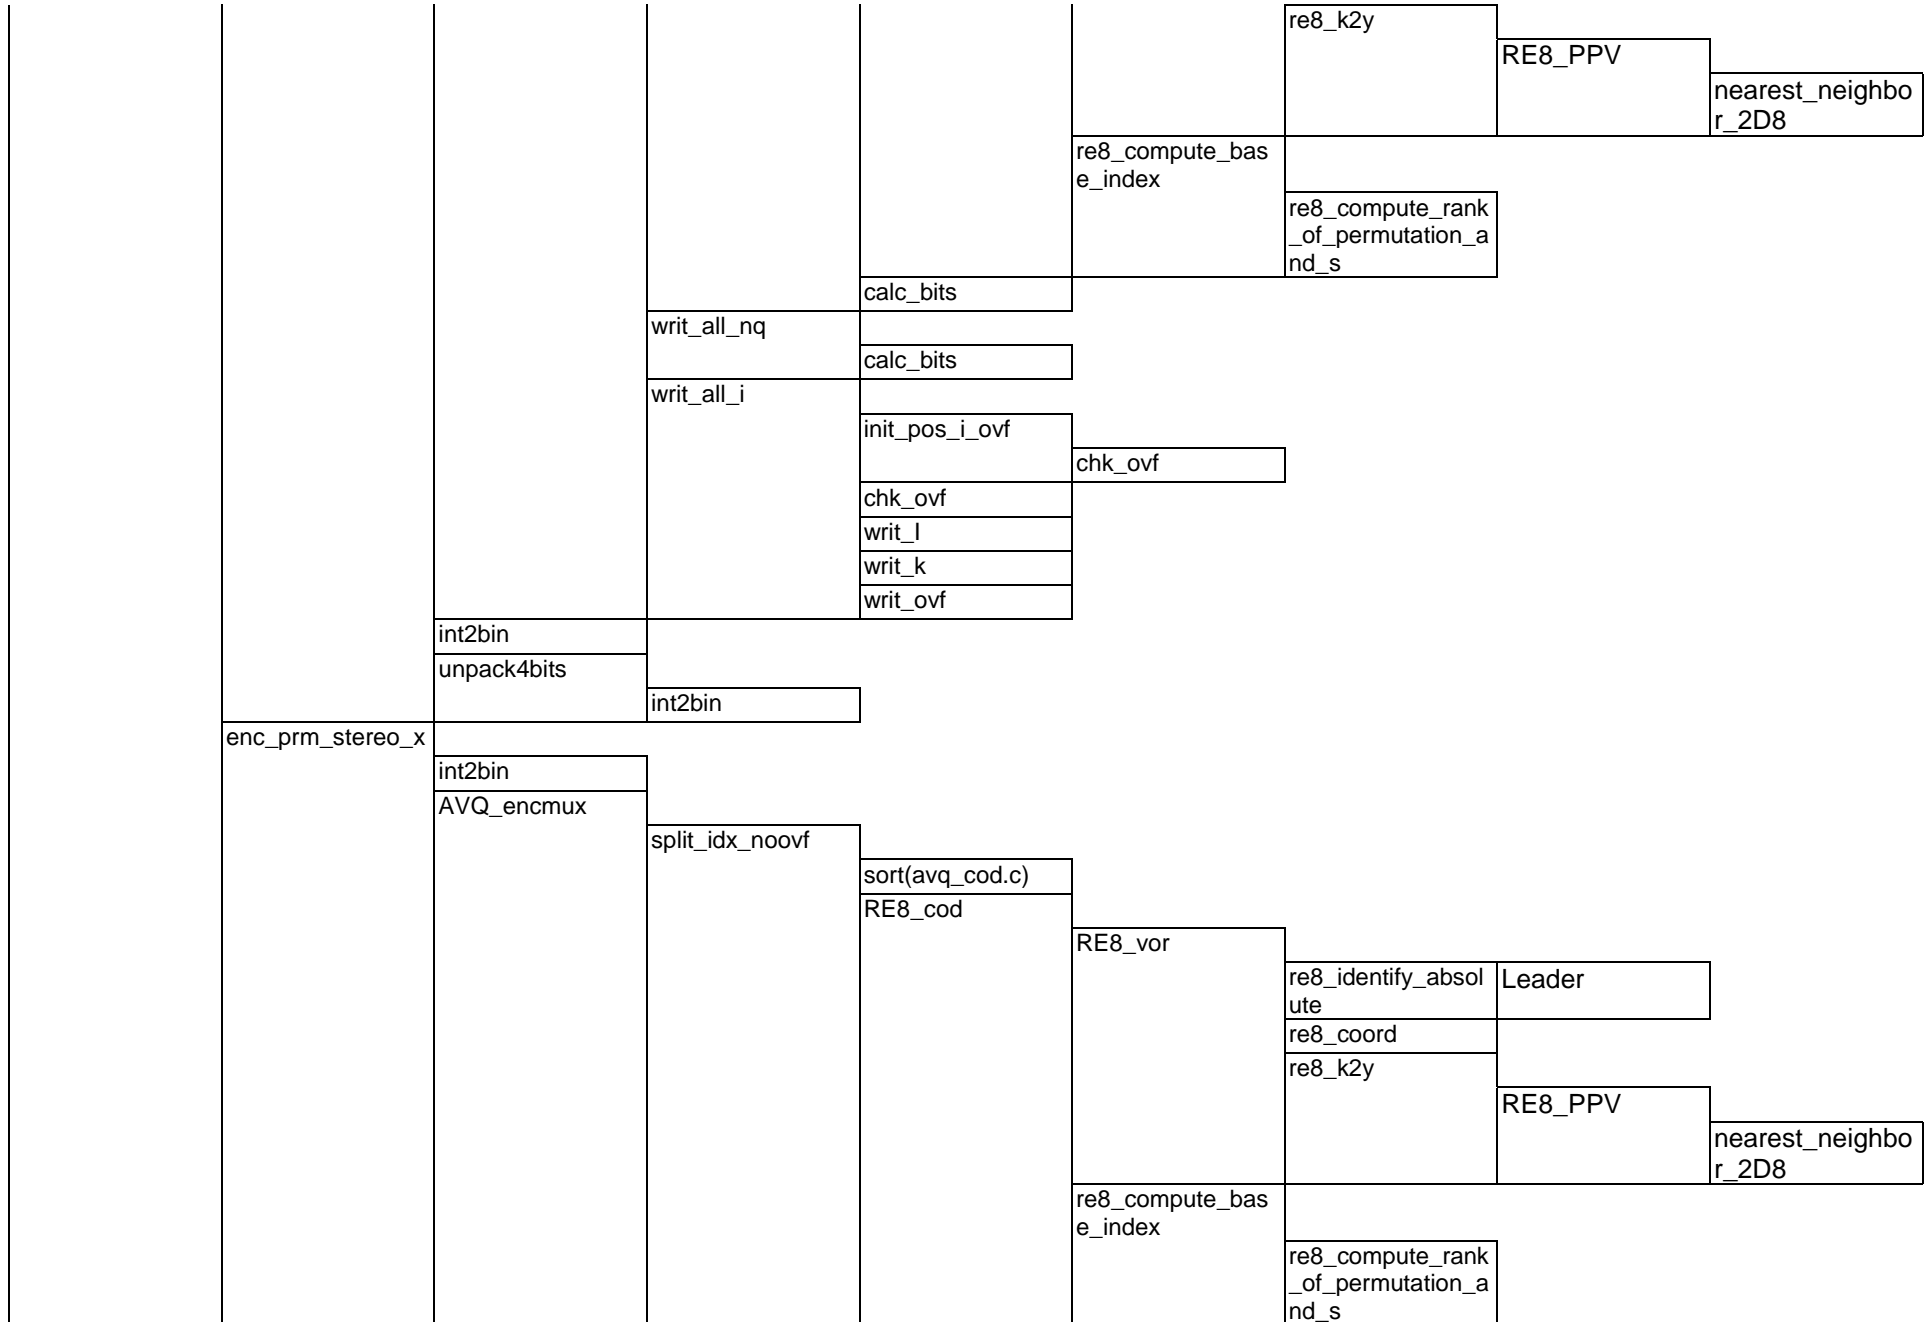 re8_k2y
RE8_PPV
nearest_neighbo
r_2D8
re8_compute_bas
e_index
re8_compute_rank
_of_permutation_a
nd_s
calc_bits
writ_all_nq
calc_bits
writ_all_i
init_pos_i_ovf
chk_ovf
chk_ovf
writ_I
writ_k
writ_ovf
int2bin
unpack4bits
int2bin
enc_prm_stereo_x
int2bin
AVQ_encmux
split_idx_noovf
sort(avq_cod.c)
RE8_cod
RE8_vor
re8_identify_absol
ute
Leader
re8_coord
re8_k2y
RE8_PPV
nearest_neighbo
r_2D8
re8_compute_bas
e_index
re8_compute_rank
_of_permutation_a
nd_s